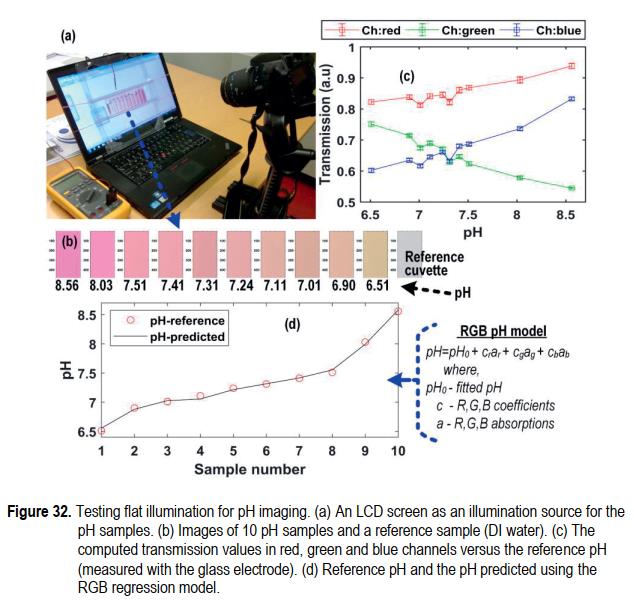 (a)
Ch:red Ch:green Ch:blue
(c)
Transmission (a.u)
1
0.9
0.8
0.7
0.6
0.5
6.5 7 7.5 8 8.5
pH
(b)
Reference
cuvette
8.56 8.03 7.51 7.41 7.31 7.24 7.11 7.01 6.90 6.51
pH
(d)
pH-reference
pH-predicted
pH
8.5
8
7.5
7
6.5
1 2 3 4 5 6 7 8 9 10
Sample number
RGB pH model
pH=pH₀ + cᵣaᵣ + c_ga_g + c_ba_b
where,
pH₀ - fitted pH
c - R,G,B coefficients
a - R,G,B absorptions
Figure 32. Testing flat illumination for pH imaging. (a) An LCD screen as an illumination source for the
pH samples. (b) Images of 10 pH samples and a reference sample (DI water). (c) The
computed transmission values in red, green and blue channels versus the reference pH
(measured with the glass electrode). (d) Reference pH and the pH predicted using the
RGB regression model.